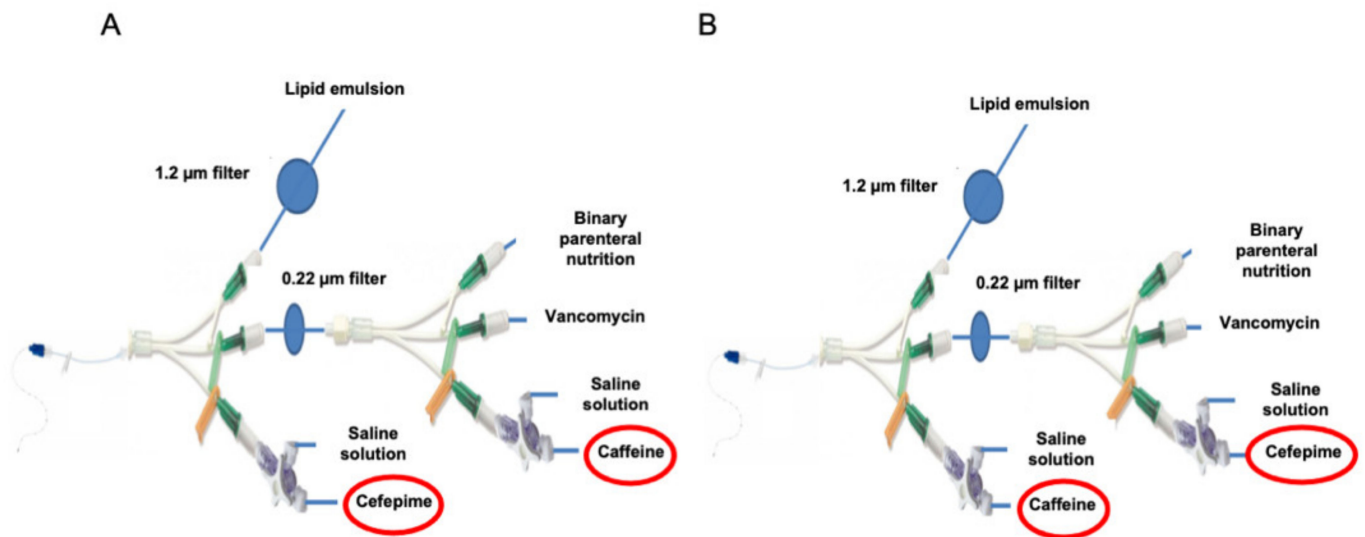 A
Lipid emulsion
1.2 µm filter
Binary
parenteral
nutrition
0.22 µm filter
Vancomycin
Saline
solution
Caffeine
Saline
solution
Cefepime
B
Lipid emulsion
1.2 µm filter
Binary
parenteral
nutrition
0.22 µm filter
Vancomycin
Saline
solution
Cefepime
Saline
solution
Caffeine